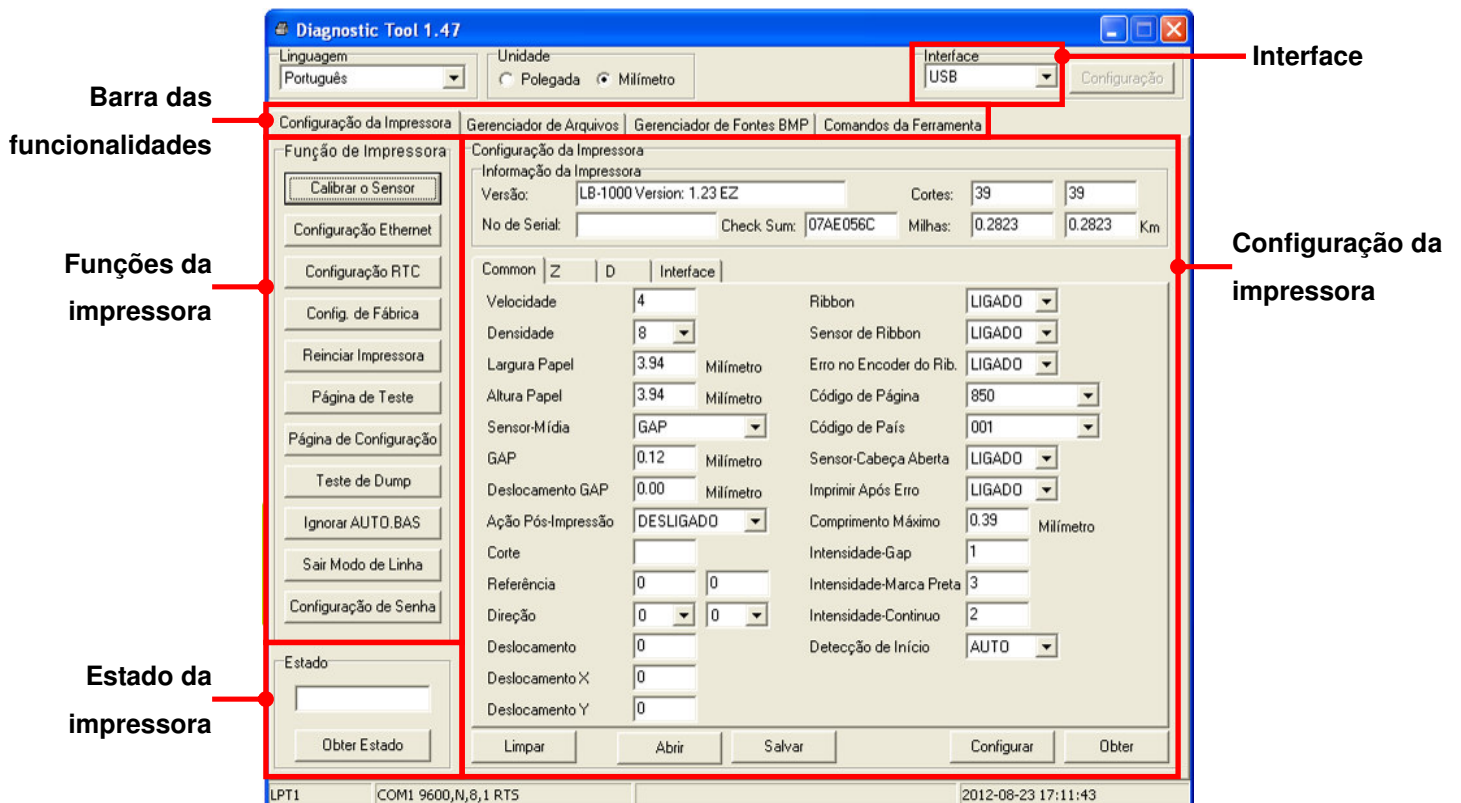 Diagnostic Tool 1.47
Linguagem
Português
Unidade
Polegada Milímetro
Interface
USB
Configuração
Interface
Barra das
funcionalidades
Configuração da Impressora Gerenciador de Arquivos Gerenciador de Fontes BMP Comandos da Ferramenta
Função de Impressora
Calibrar o Sensor
Configuração Ethernet
Configuração RTC
Config. de Fábrica
Reinciar Impressora
Página de Teste
Página de Configuração
Teste de Dump
Ignorar AUTO.BAS
Sair Modo de Linha
Configuração de Senha
Funções da
impressora
Estado
Obter Estado
Estado da
impressora
Configuração da Impressora
Informação da Impressora
Versão: LB-1000 Version: 1.23 EZ Cortes: 39 39
No de Serial: Check Sum: 07AE056C Milhas: 0.2823 0.2823 Km
Common Z D Interface
Velocidade 4 Ribbon LIGADO
Densidade 8 Sensor de Ribbon LIGADO
Largura Papel 3.94 Milímetro Erro no Encoder do Rib. LIGADO
Altura Papel 3.94 Milímetro Código de Página 850
Sensor-Mídia GAP Código de País 001
GAP 0.12 Milímetro Sensor-Cabeça Aberta LIGADO
Deslocamento GAP 0.00 Milímetro Imprimir Após Erro LIGADO
Ação Pós-Impressão DESLIGADO Comprimento Máximo 0.39 Milímetro
Corte Intensidade-Gap 1
Referência 0 0 Intensidade-Marca Preta 3
Direção 0 0 Intensidade-Continuo 2
Deslocamento 0 Detecção de Início AUTO
Deslocamento X 0
Deslocamento Y 0
Limpar Abrir Salvar Configurar Obter
Configuração da
impressora
LPT1 COM1 9600,N,8,1 RTS 2012-08-23 17:11:43